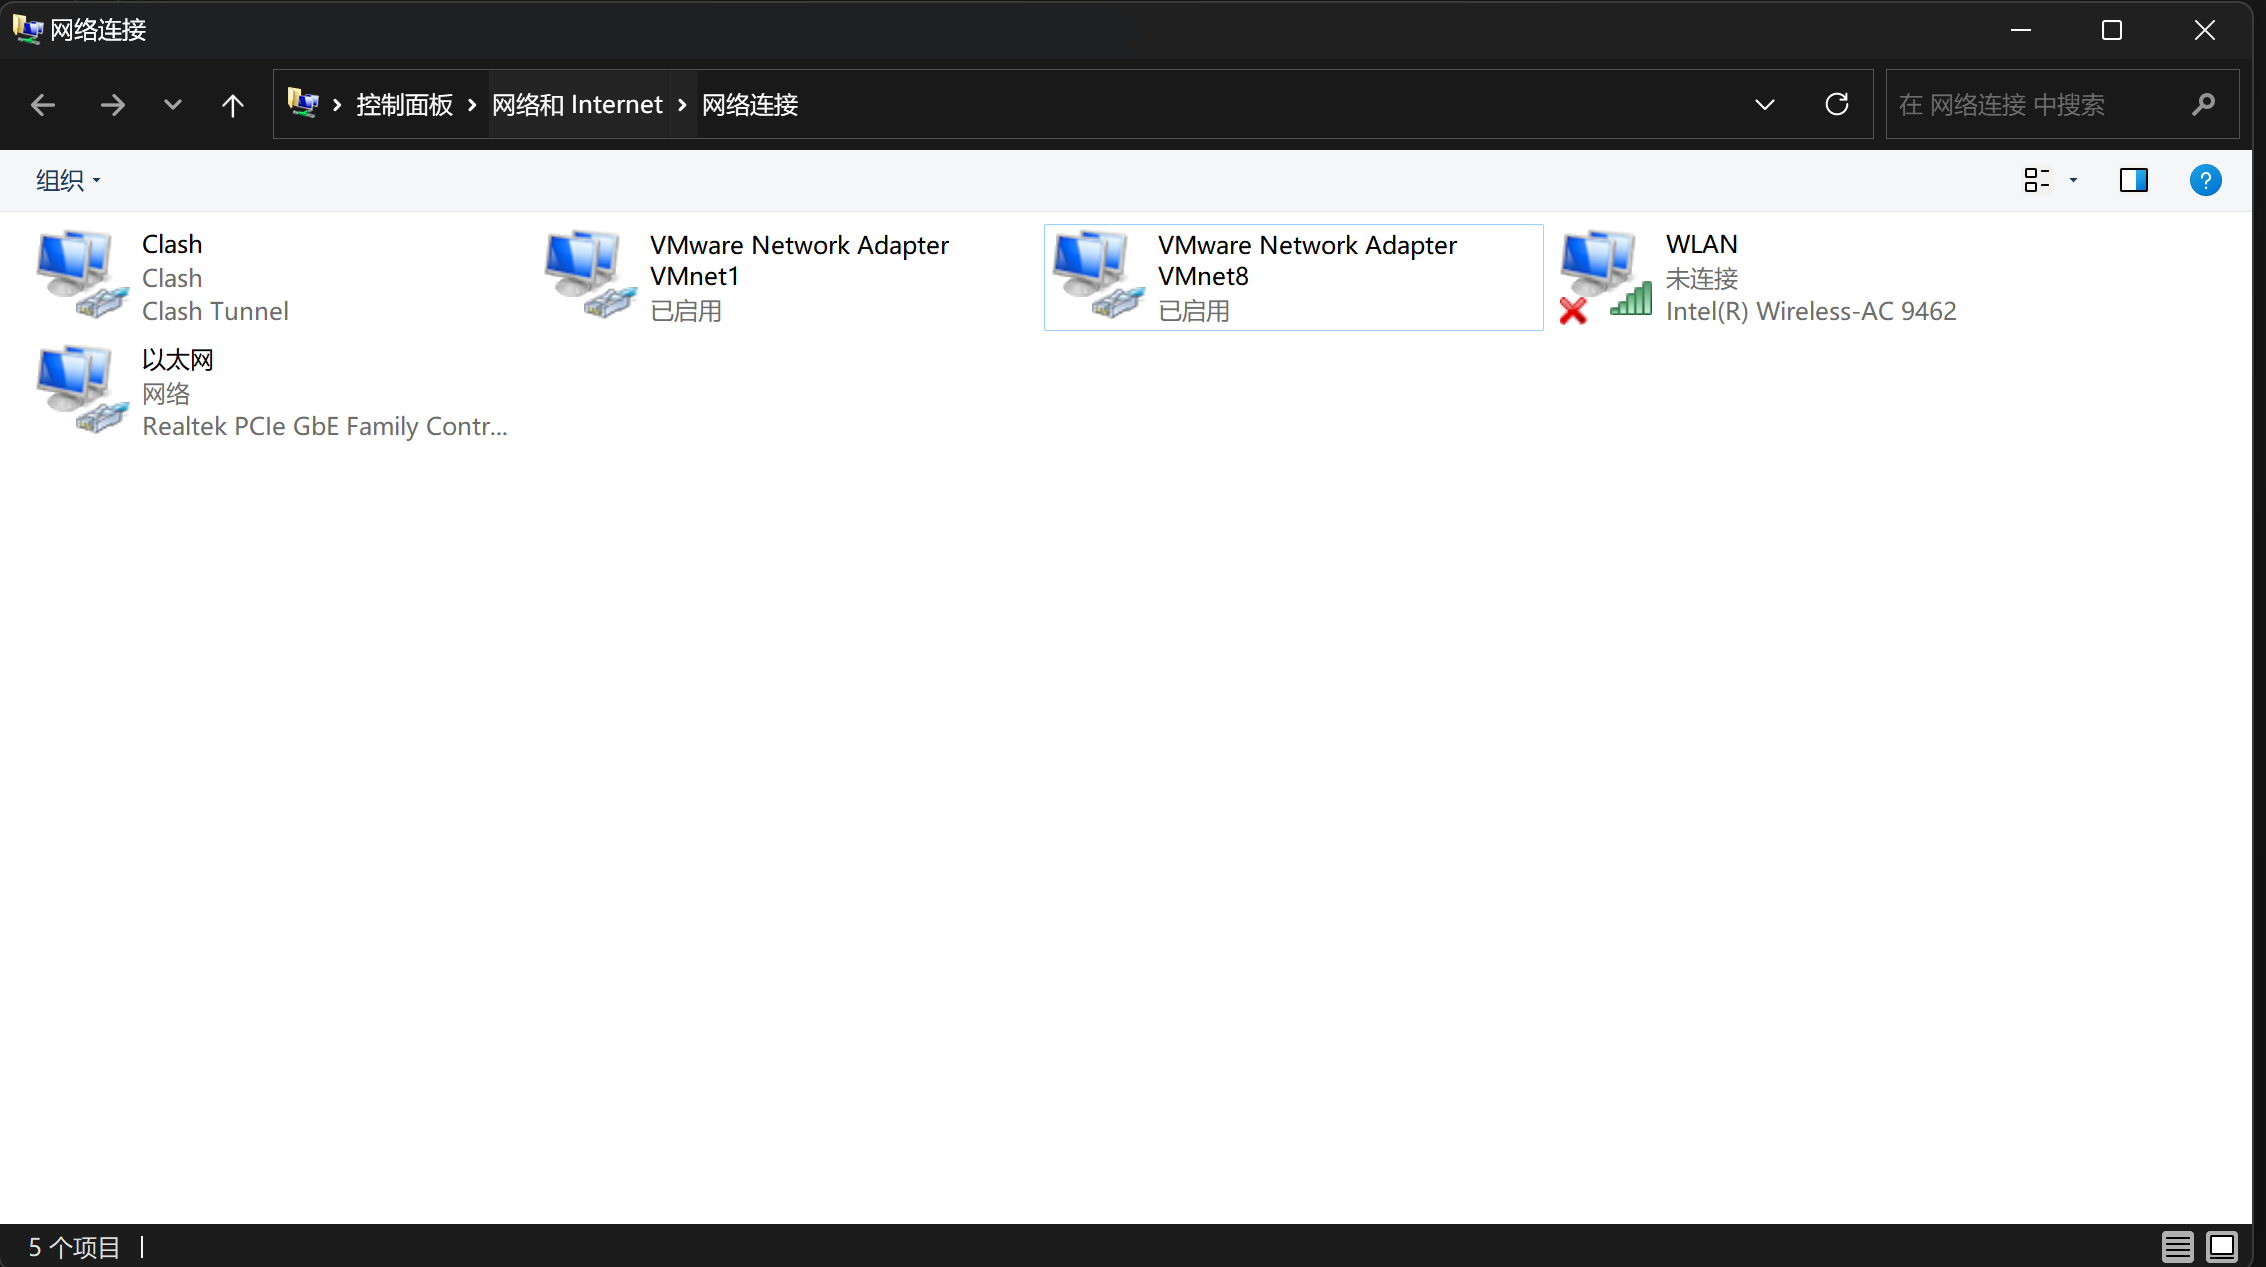 网络连接
控制面板 网络和 Internet 网络连接
在 网络连接 中搜索
组织
Clash
Clash
Clash Tunnel
VMware Network Adapter
VMnet1
已启用
VMware Network Adapter
VMnet8
已启用
WLAN
未连接
Intel(R) Wireless-AC 9462
以太网
网络
Realtek PCIe GbE Family Contr...
5 个项目